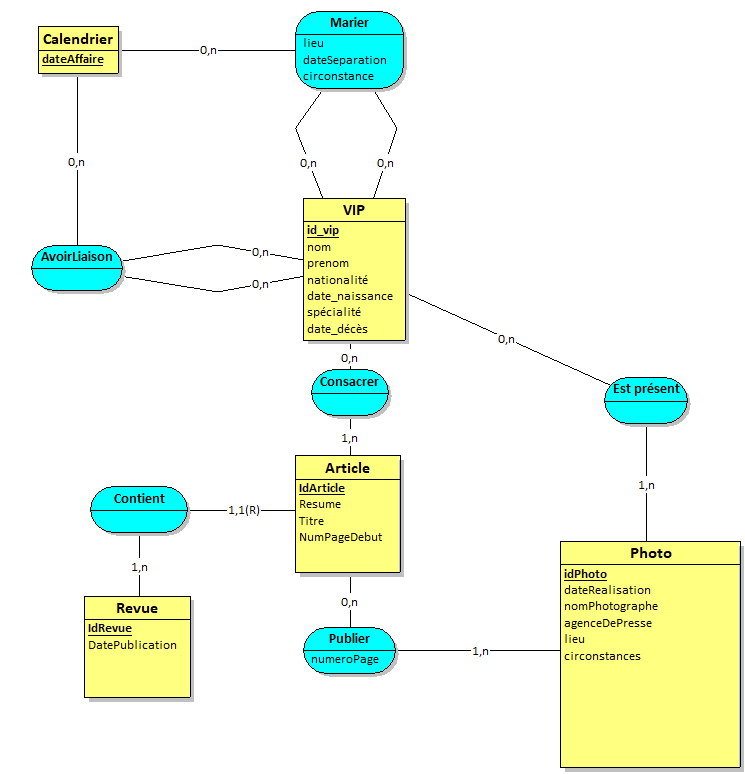 Marier
lieu
dateSeparation
circonstance
Calendrier
dateAffaire
0,n
0,n
0,n
0,n
VIP
id_vip
nom
prenom
nationalité
date_naissance
spécialité
date_décès
AvoirLiaison
0,n
0,n
0,n
0,n
Consacrer
Est présent
1,n
Article
IdArticle
Resume
Titre
NumPageDebut
Contient
1,1(R)
1,n
1,n
Revue
IdRevue
DatePublication
0,n
Publier
numeroPage
1,n
Photo
idPhoto
dateRealisation
nomPhotographe
agenceDePresse
lieu
circonstances